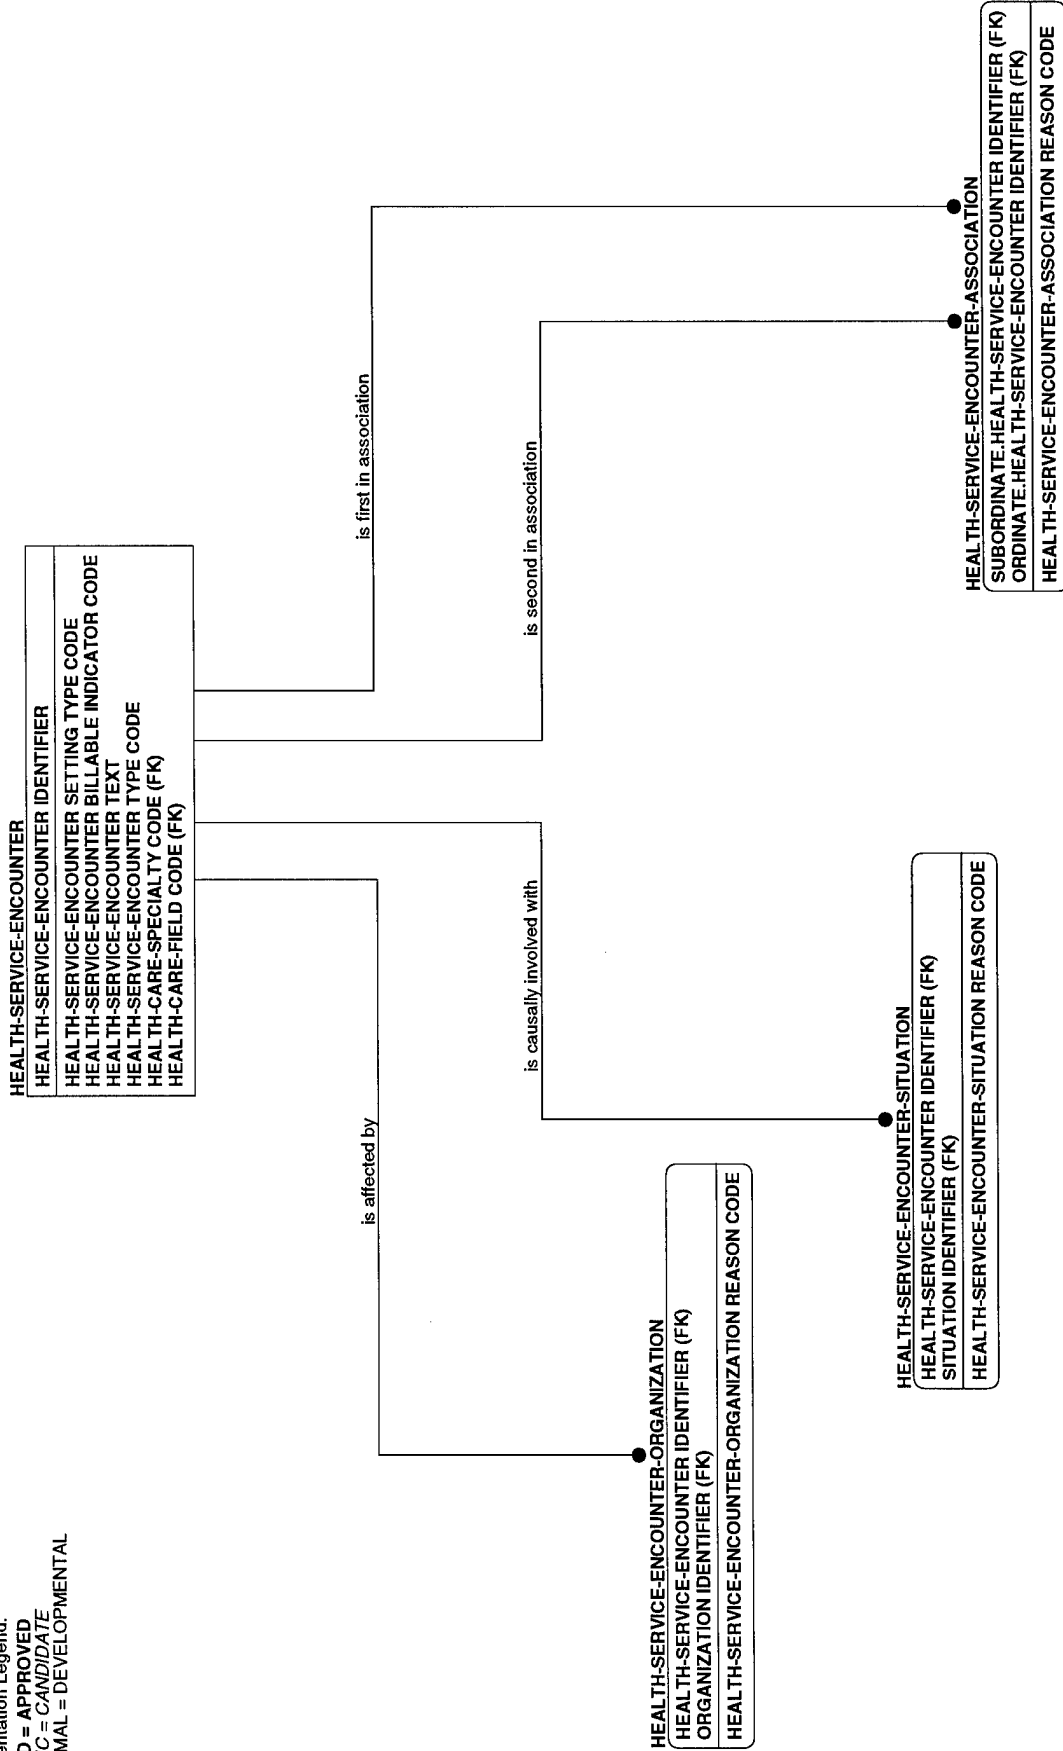 entation Legend:
D = APPROVED
IC = CANDIDATE
MAL = DEVELOPMENTAL
HEALTH-SERVICE-ENCOUNTER
HEALTH-SERVICE-ENCOUNTER IDENTIFIER
HEALTH-SERVICE-ENCOUNTER SETTING TYPE CODE
HEALTH-SERVICE-ENCOUNTER BILLABLE INDICATOR CODE
HEALTH-SERVICE-ENCOUNTER TEXT
HEALTH-SERVICE-ENCOUNTER TYPE CODE
HEALTH-CARE-SPECIALTY CODE (FK)
HEALTH-CARE-FIELD CODE (FK)
is affected by
is causally involved with
is second in association
is first in association
HEALTH-SERVICE-ENCOUNTER-ORGANIZATION
HEALTH-SERVICE-ENCOUNTER IDENTIFIER (FK)
ORGANIZATION IDENTIFIER (FK)
HEALTH-SERVICE-ENCOUNTER-ORGANIZATION REASON CODE
HEALTH-SERVICE-ENCOUNTER-SITUATION
HEALTH-SERVICE-ENCOUNTER IDENTIFIER (FK)
SITUATION IDENTIFIER (FK)
HEALTH-SERVICE-ENCOUNTER-SITUATION REASON CODE
HEALTH-SERVICE-ENCOUNTER-ASSOCIATION
SUBORDINATE.HEALTH-SERVICE-ENCOUNTER IDENTIFIER (FK)
ORDINATE.HEALTH-SERVICE-ENCOUNTER IDENTIFIER (FK)
HEALTH-SERVICE-ENCOUNTER-ASSOCIATION REASON CODE